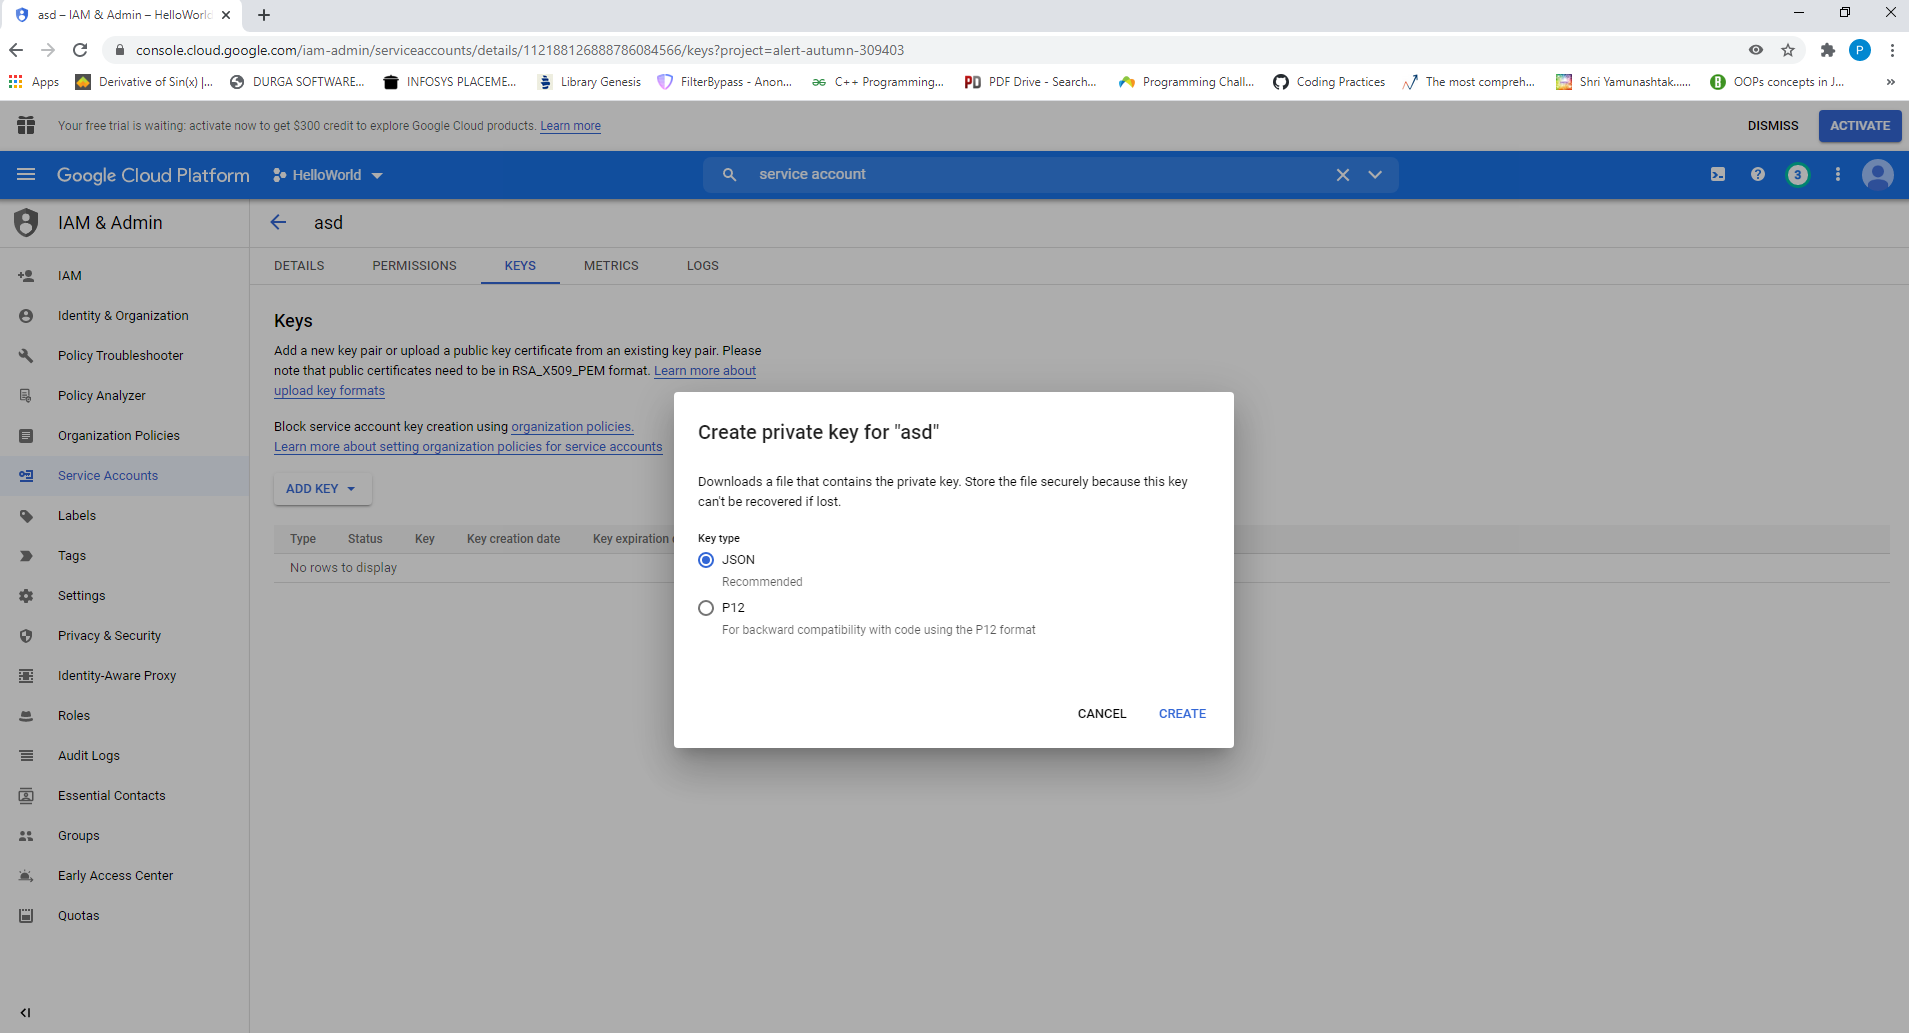 asd – IAM & Admin – HelloWorld
console.cloud.google.com/iam-admin/serviceaccounts/details/112188126888786084566/keys?project=alert-autumn-309403
P
Apps
Derivative of Sin(x) |...
DURGA SOFTWARE...
INFOSYS PLACEME...
Library Genesis
FilterBypass - Anon...
C++ Programming...
PD PDF Drive - Search...
Programming Chall...
Coding Practices
The most compreh...
Shri Yamunashtak......
OOPs concepts in J...
»
Your free trial is waiting: activate now to get $300 credit to explore Google Cloud products. Learn more
DISMISS
ACTIVATE
Google Cloud Platform
HelloWorld
service account
3
IAM & Admin
asd
DETAILS
PERMISSIONS
KEYS
METRICS
LOGS
IAM
Identity & Organization
Policy Troubleshooter
Policy Analyzer
Organization Policies
Service Accounts
Labels
Tags
Settings
Privacy & Security
Identity-Aware Proxy
Roles
Audit Logs
Essential Contacts
Groups
Early Access Center
Quotas
Keys
Add a new key pair or upload a public key certificate from an existing key pair. Please
note that public certificates need to be in RSA_X509_PEM format. Learn more about
upload key formats
Block service account key creation using organization policies.
Learn more about setting organization policies for service accounts
ADD KEY
Type
Status
Key
Key creation date
Key expiration
No rows to display
Create private key for "asd"
Downloads a file that contains the private key. Store the file securely because this key
can't be recovered if lost.
Key type
JSON
Recommended
P12
For backward compatibility with code using the P12 format
CANCEL
CREATE